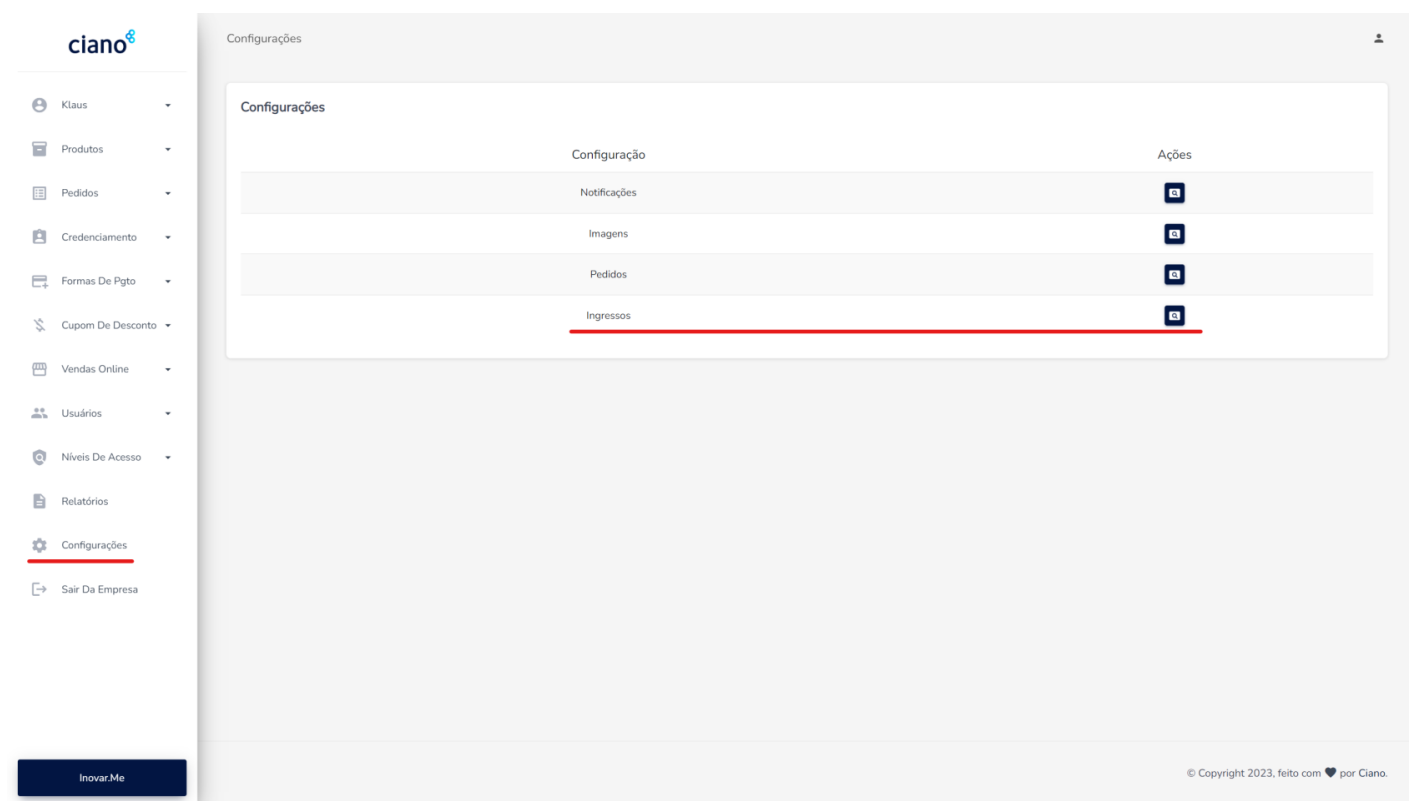 ciano
Klaus
Produtos
Pedidos
Credenciamento
Formas De Pgto
Cupom De Desconto
Vendas Online
Usuários
Níveis De Acesso
Relatórios
Configurações
Sair Da Empresa
Inovar.Me
Configurações
Configurações
Configuração Ações
Notificações
Imagens
Pedidos
Ingressos
© Copyright 2023, feito com 🖤 por Ciano.